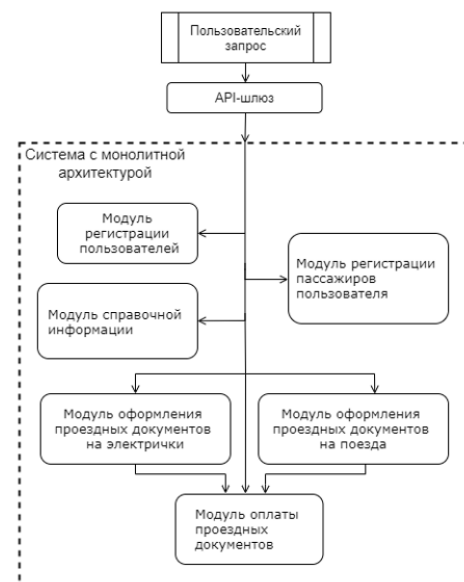 Пользовательский
запрос
API-шлюз
Система с монолитной
архитектурой
Модуль
регистрации
пользователей
Модуль регистрации
пассажиров
пользователя
Модуль справочной
информации
Модуль оформления
проездных документов
на электрички
Модуль оформления
проездных документов
на поезда
Модуль оплаты
проездных
документов